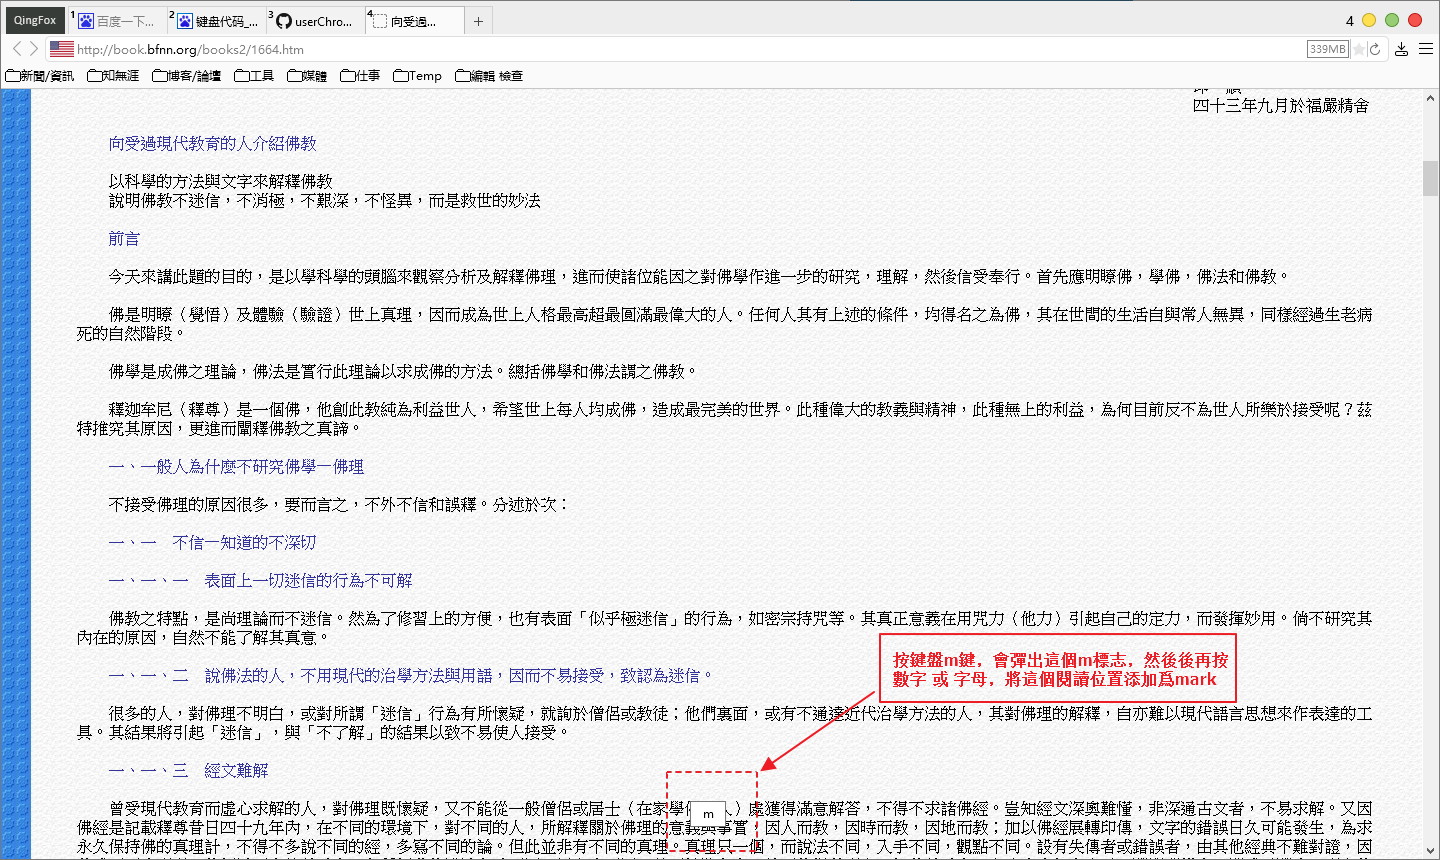 QingFox
1 百度一下...
2 键盘代码_...
3 userChro...
4 向受過...
4
http://book.bfnn.org/books2/1664.htm
339MB
新聞/資訊 知無涯 博客/論壇 工具 媒體 仕事 Temp 編輯 檢查
四十三年九月於福嚴精舍
向受過現代教育的人介紹佛教
以科學的方法與文字來解釋佛教
說明佛教不迷信，不消極，不艱深，不怪異，而是救世的妙法
前言
今天來講此題的目的，是以學科學的頭腦來觀察分析及解釋佛理，進而使諸位能因之對佛學作進一步的研究，理解，然後信受奉行。首先應明瞭佛，學佛，佛法和佛教。
佛是明瞭（覺悟）及體驗（驗證）世上真理，因而成為世上人格最高超最圓滿最偉大的人。任何人其有上述的條件，均得名之為佛，其在世間的生活自與常人無異，同樣經過生老病
死的自然階段。
佛學是成佛之理論，佛法是實行此理論以求成佛的方法。總括佛學和佛法謂之佛教。
釋迦牟尼（釋尊）是一個佛，他創此教純為利益世人，希望世上每人均成佛，造成最完美的世界。此種偉大的教義與精神，此種無上的利益，為何目前反不為世人所樂於接受呢？茲
特推究其原因，更進而闡釋佛教之真諦。
一、一般人為什麼不研究佛學—佛理
不接受佛理的原因很多，要而言之，不外不信和誤釋。分述於次：
一、一　不信—知道的不深切
一、一、一　表面上一切迷信的行為不可解
佛教之特點，是尚理論而不迷信。然為了修習上的方便，也有表面「似乎極迷信」的行為，如密宗持咒等。其真正意義在用咒力（他力）引起自己的定力，而發揮妙用。倘不研究其
內在的原因，自然不能了解其真意。
按鍵盤m鍵，會彈出這個m標志，然後後再按
數字 或 字母，將這個閱讀位置添加爲mark
一、一、二　說佛法的人，不用現代的治學方法與用語，因而不易接受，致認為迷信。
很多的人，對佛理不明白，或對所謂「迷信」行為有所懷疑，就詢於僧侶或教徒；他們裏面，或有不通達近代治學方法的人，其對佛理的解釋，自亦難以現代語言思想來作表達的工
具。其結果將引起「迷信」，與「不了解」的結果以致不易使人接受。
一、一、三　經文難解
曾受現代教育而虛心求解的人，對佛理既懷疑，又不能從一般僧侶或居士（在家學佛 ）處獲得滿意解答，不得不求諸佛經。豈知經文深奧難懂，非深通古文者，不易求解。又因
m
佛經是記載釋尊昔日四十九年內，在不同的環境下，對不同的人，所解釋關於佛理的意義與事實，因人而教，因時而教，因地而教；加以佛經展轉印傳，文字的錯誤日久可能發生，為求
永久保持佛的真理計，不得不多說不同的經，多寫不同的論。但此並非有不同的真理。真理只一個，而說法不同，入手不同，觀點不同。設有失傳者或錯誤者，由其他經典不難對證，因